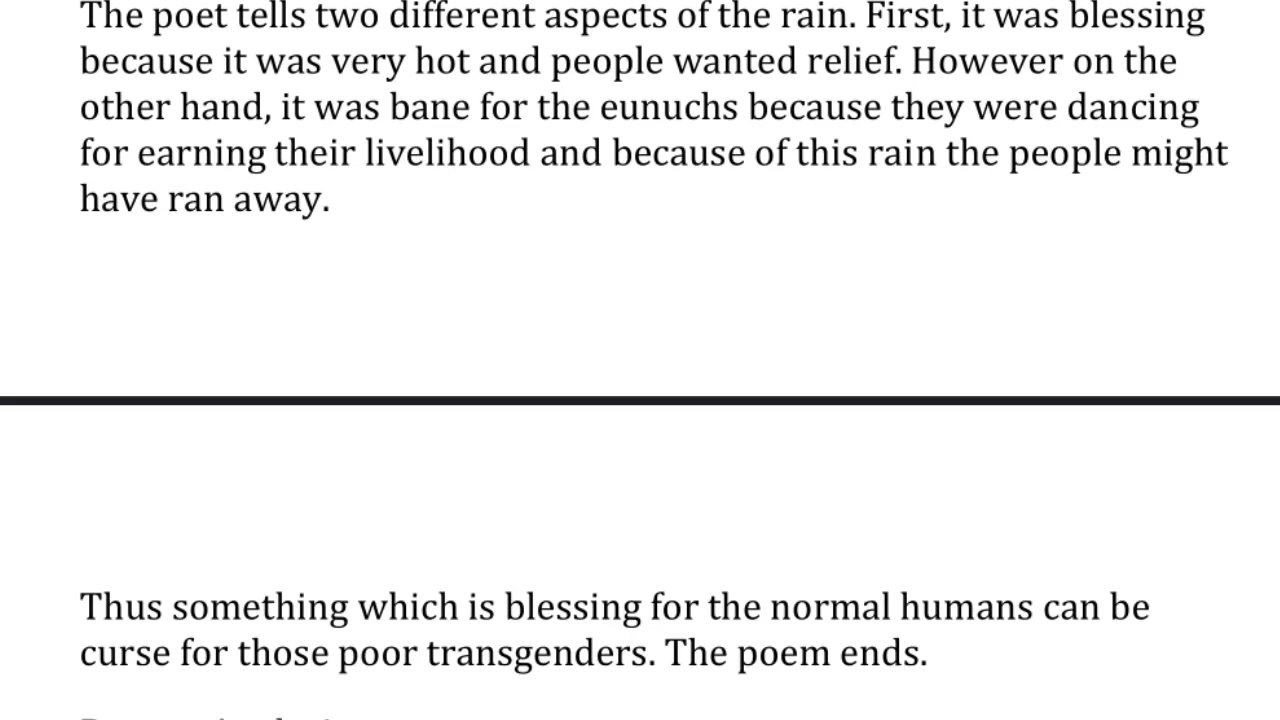 The poet tells two different aspects of the rain. First, it was blessing
because it was very hot and people wanted relief. However on the
other hand, it was bane for the eunuchs because they were dancing
for earning their livelihood and because of this rain the people might
have ran away.
Thus something which is blessing for the normal humans can be
curse for those poor transgenders. The poem ends.